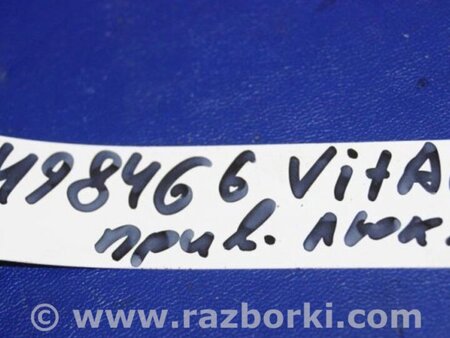 498466 VitA
прив. люк.
© www.razborki.com